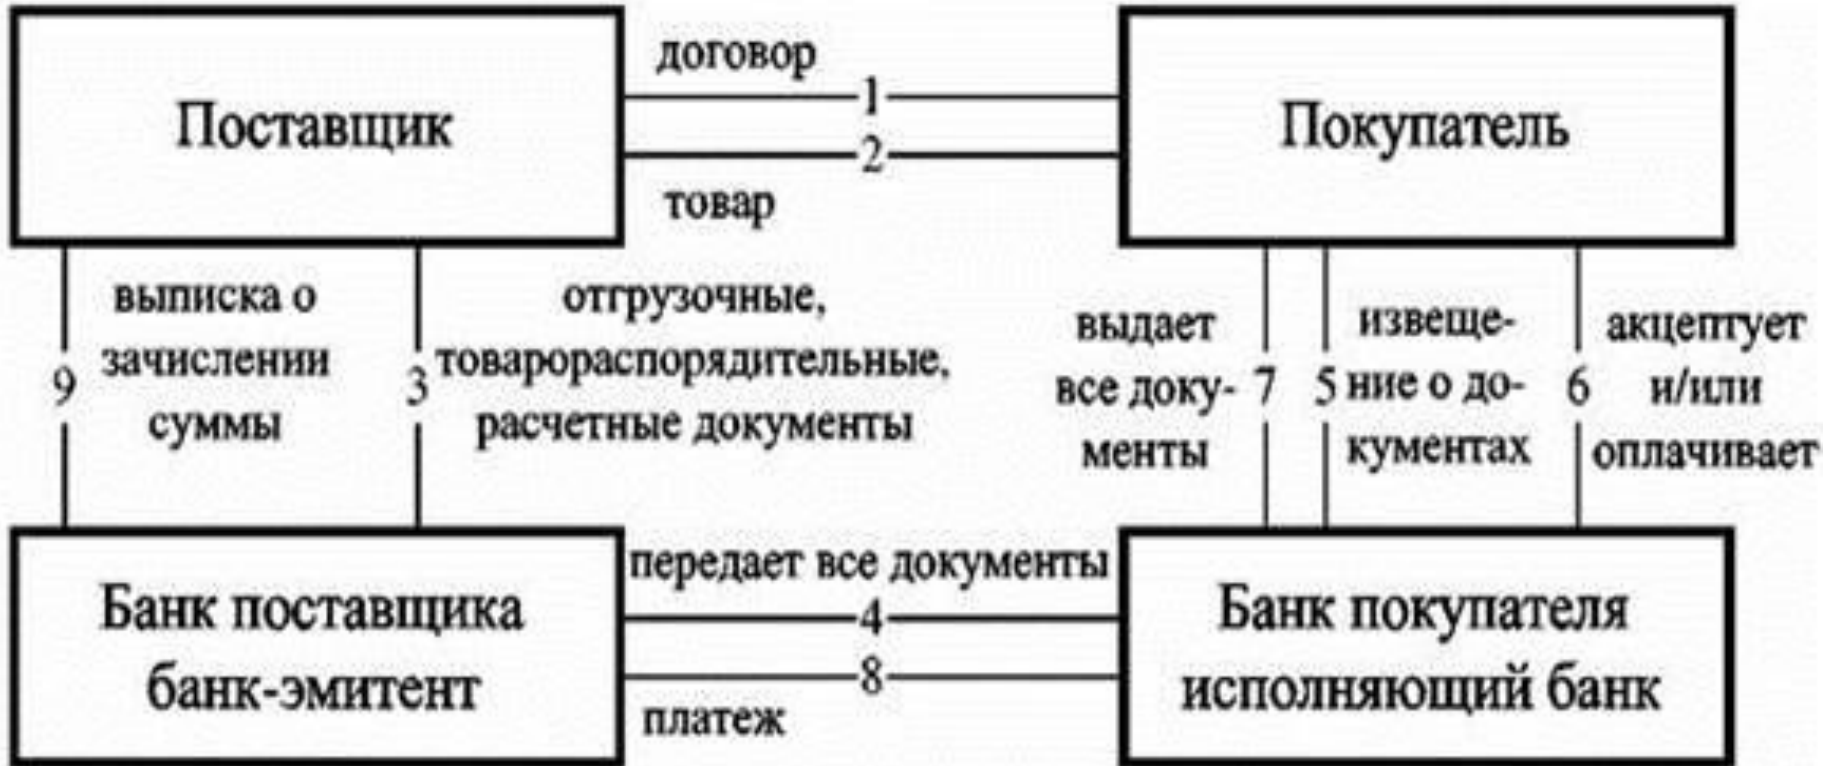 договор
Поставщик
1
Покупатель
2
товар
выписка о
зачислении
суммы
9
3
отгрузочные,
товарораспорядительные,
расчетные документы
выдает
все доку-
менты
7
5
извеще-
ние о до-
кументах
6
акцептует
и/или
оплачивает
передает все документы
Банк поставщика
банк-эмитент
4
8
платеж
Банк покупателя
исполняющий банк